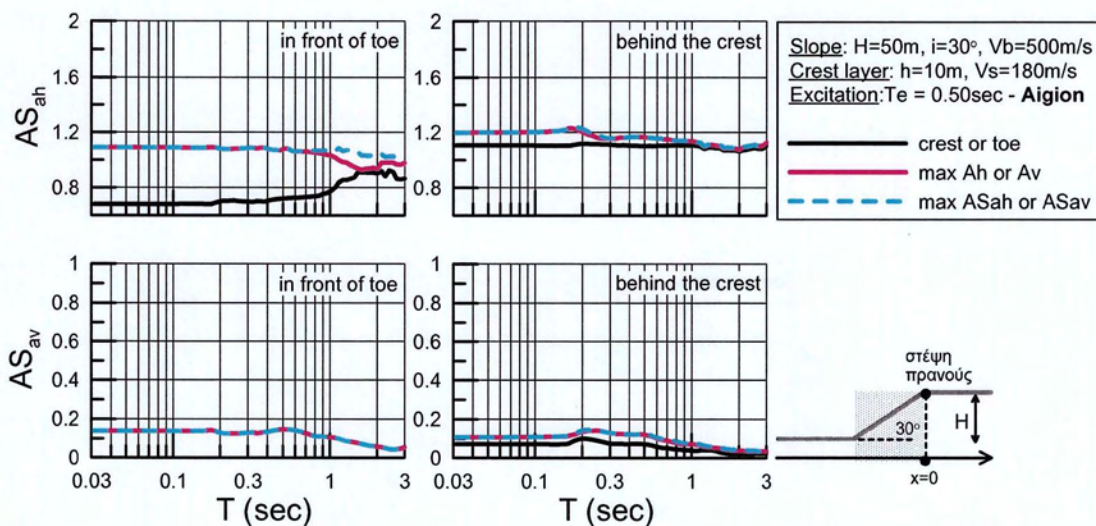 in front of toe
2
1.6
1.2
0.8
AS_ah
behind the crest
2
1.6
1.2
0.8
Slope: H=50m, i=30°, Vb=500m/s
Crest layer: h=10m, Vs=180m/s
Excitation:Te = 0.50sec - Aigion
crest or toe
max Ah or Av
max ASah or ASav
in front of toe
1
0.8
0.6
0.4
0.2
0
AS_av
0.03
0.1
0.3
1
3
T (sec)
behind the crest
1
0.8
0.6
0.4
0.2
0
0.03
0.1
0.3
1
3
T (sec)
στέψη
πρανούς
30°
H
x=0